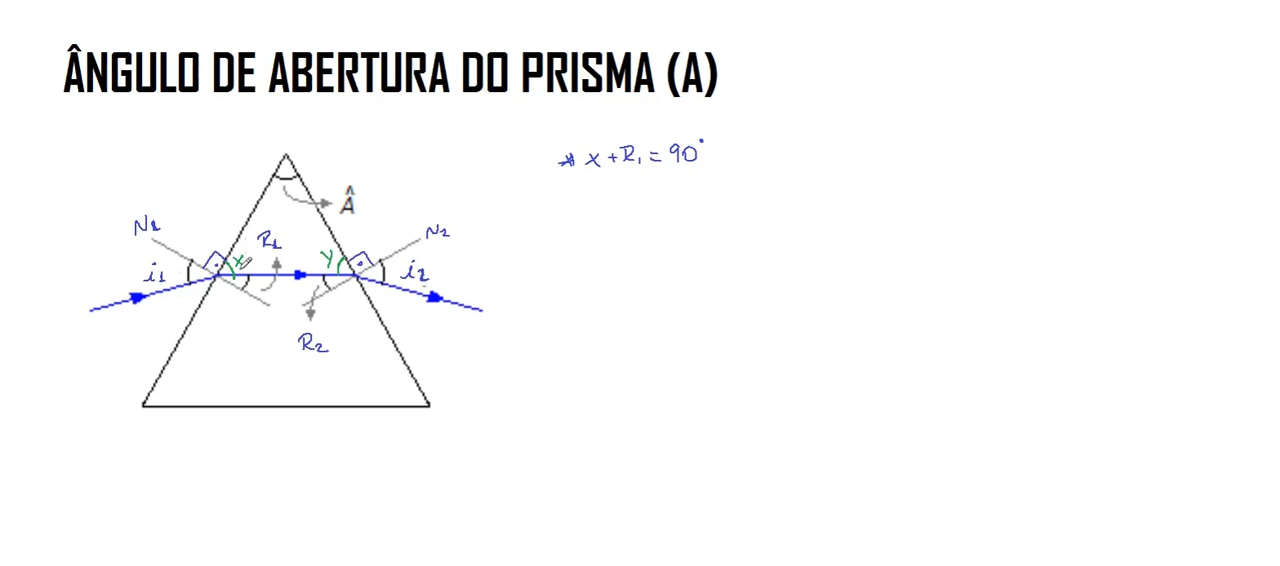 ÂNGULO DE ABERTURA DO PRISMA (A)
* x + R₁ = 90°
Â
N1
N2
R1
x
y
i1
i2
R2